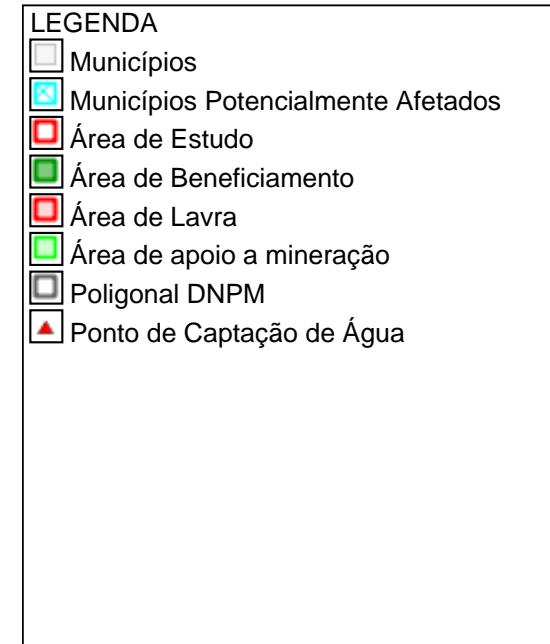 LEGENDA
Municípios
Municípios Potencialmente Afetados
Área de Estudo
Área de Beneficiamento
Área de Lavra
Área de apoio a mineração
Poligonal DNPM
Ponto de Captação de Água